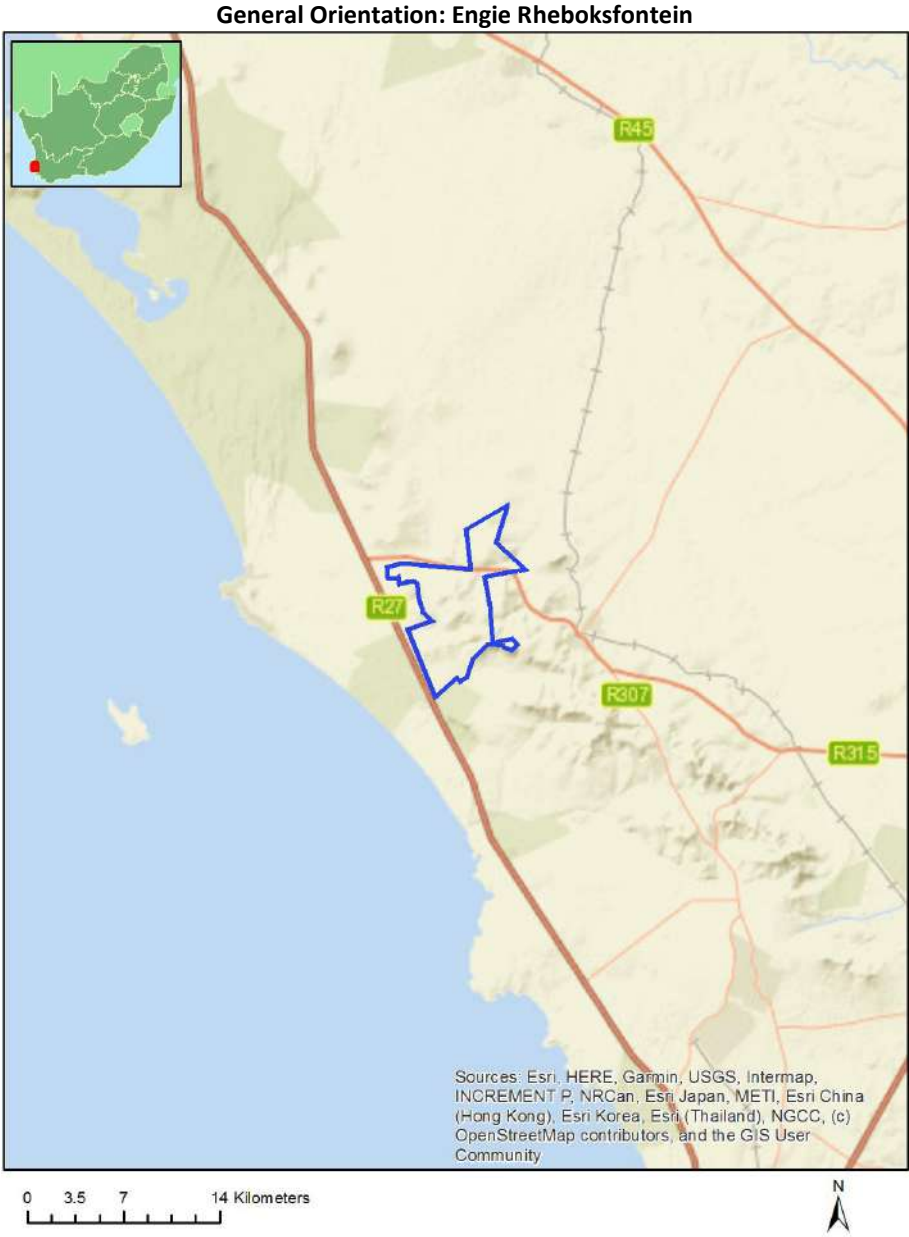 General Orientation: Engie Rheboksfontein
R45
R27
R307
R315
Sources: Esri, HERE, Garmin, USGS, Intermap,
INCREMENT P, NRCan, Esri Japan, METI, Esri China
(Hong Kong), Esri Korea, Esri (Thailand), NGCC, (c)
OpenStreetMap contributors, and the GIS User
Community
0 3.5 7 14 Kilometers
N